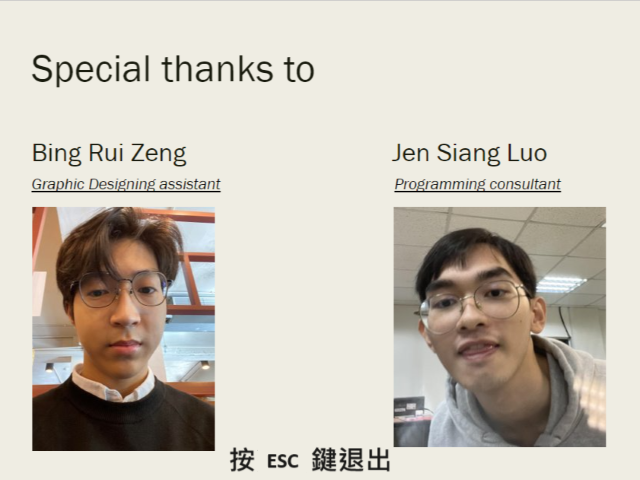 Special thanks to
Bing Rui Zeng
Graphic Designing assistant
Jen Siang Luo
Programming consultant
按 ESC 鍵退出